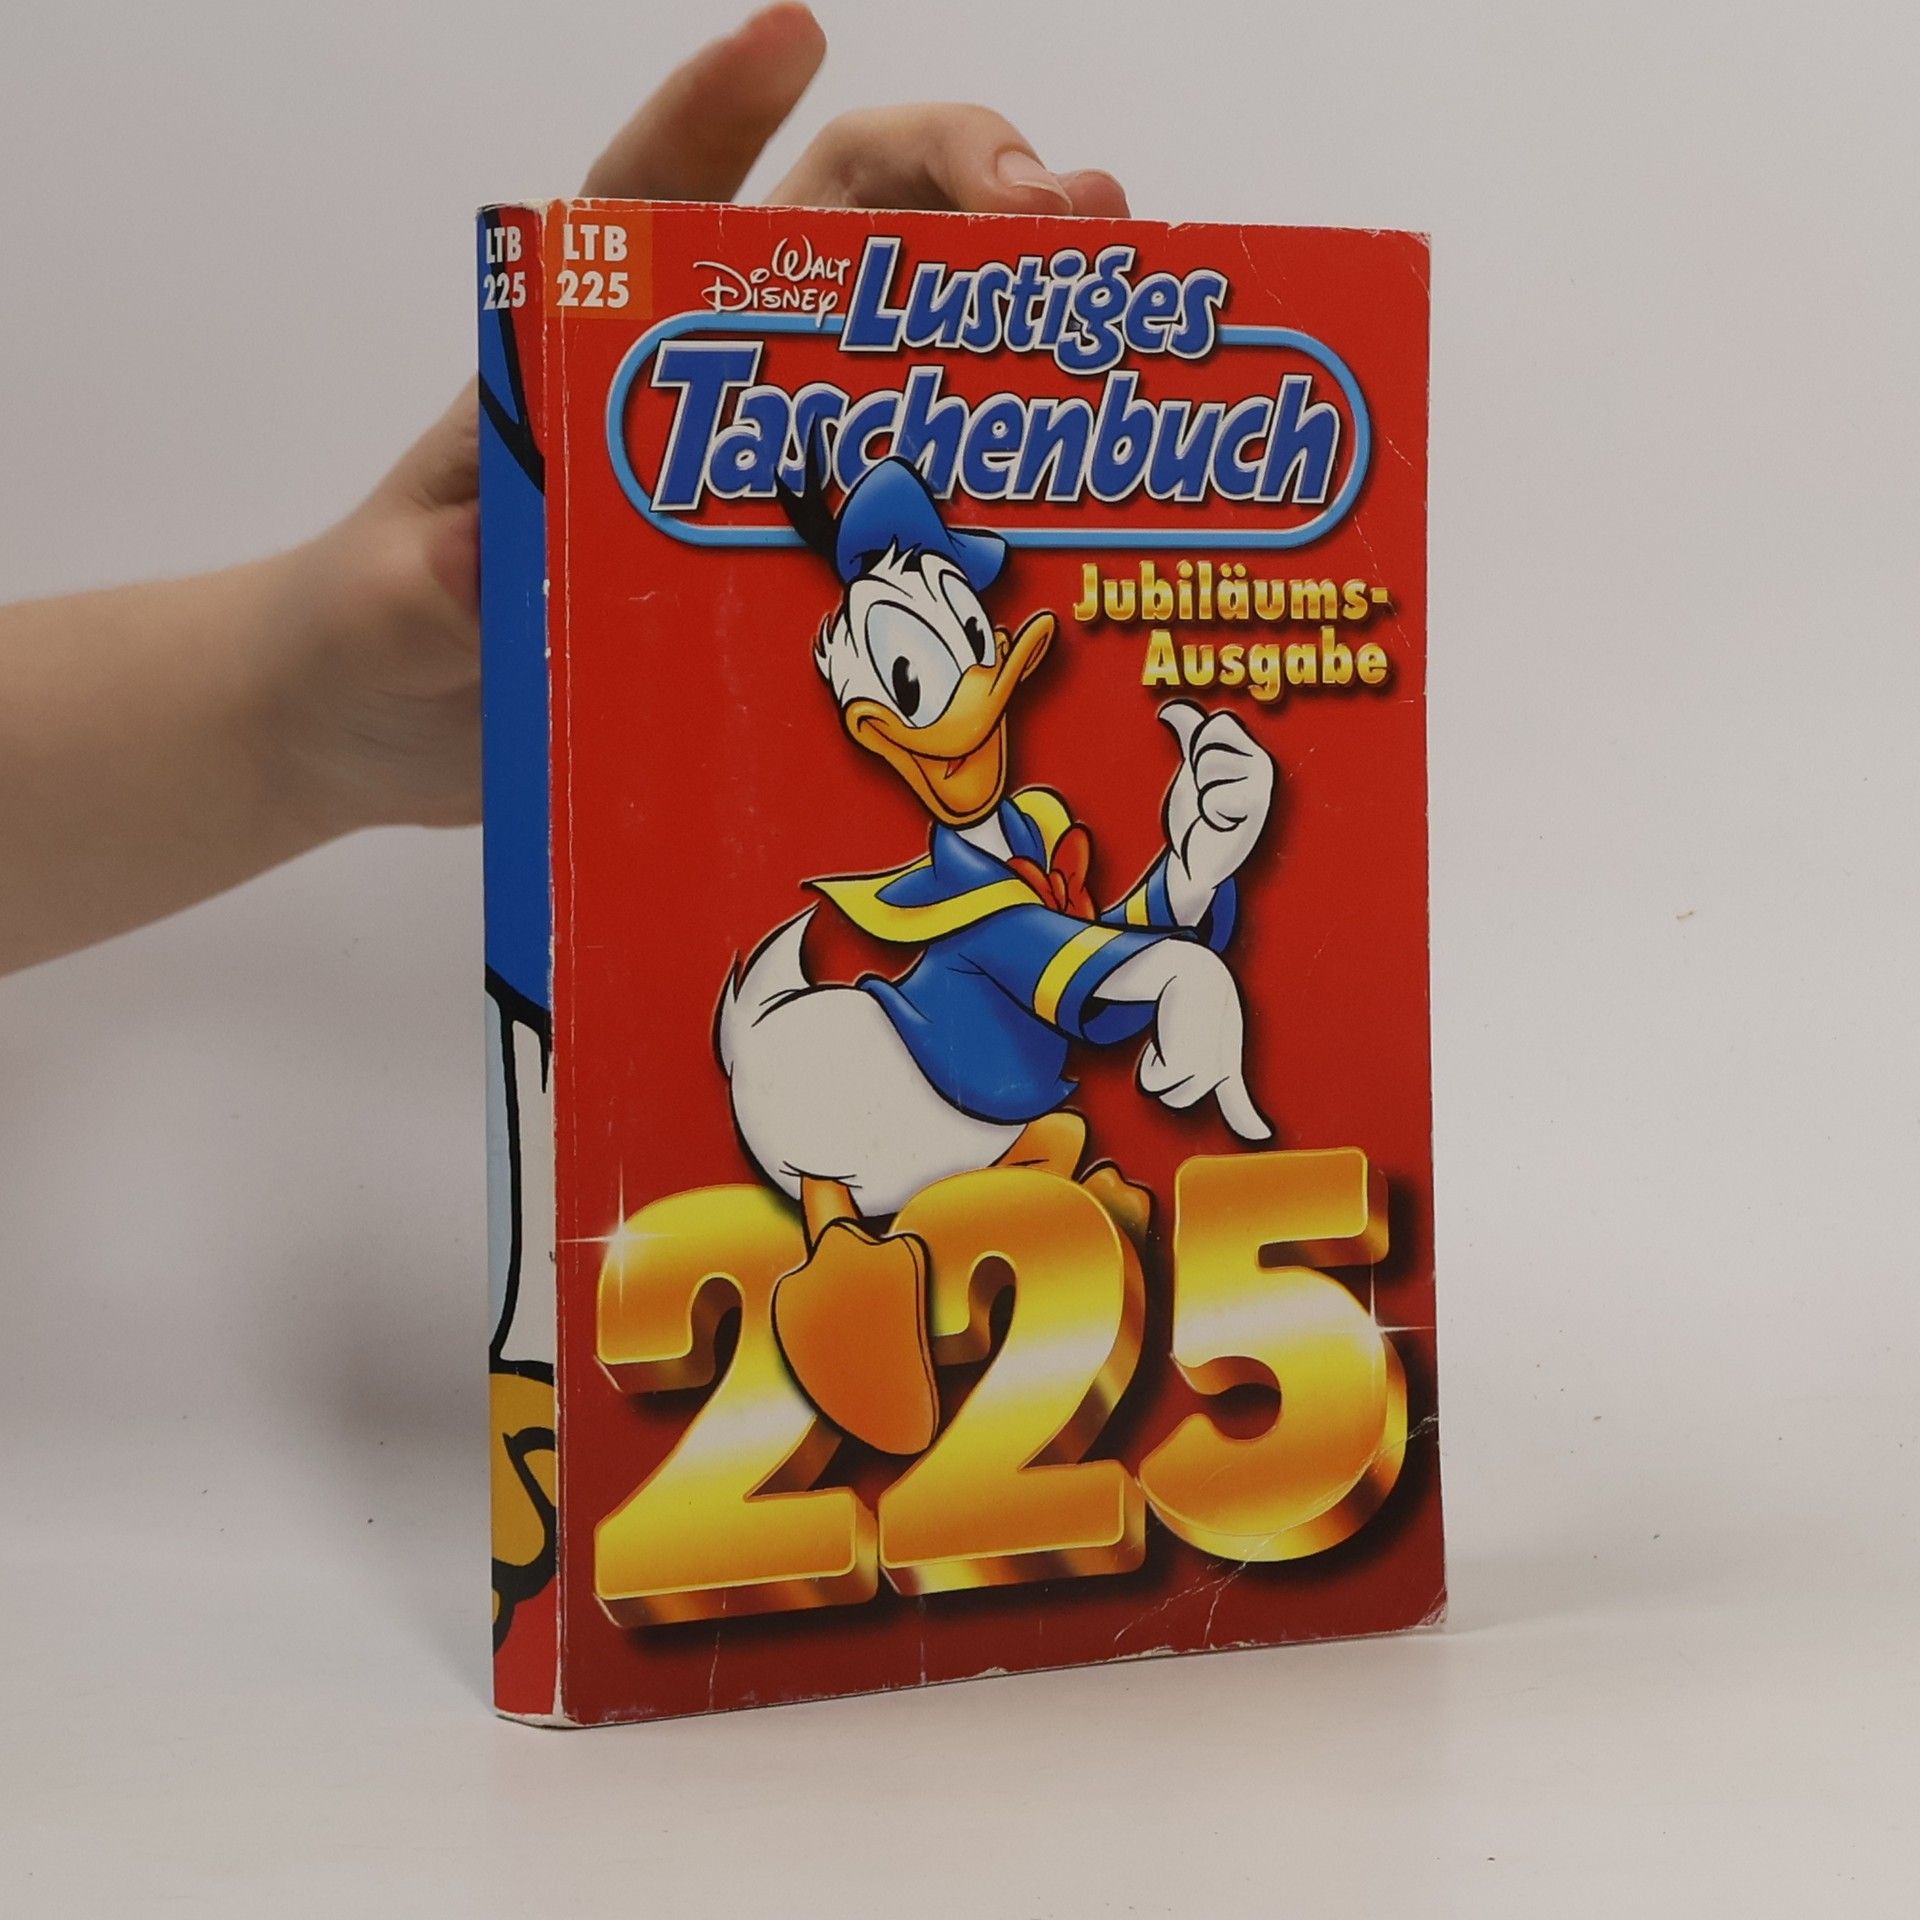 LTB
225
LTB
225
WALT
DISNEY
Lustiges
Taschenbuch
Jubiläums-
Ausgabe
225